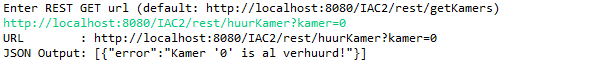 Enter REST GET url (default: http://localhost:8080/IAC2/rest/getKamers)
http://localhost:8080/IAC2/rest/huurKamer?kamer=0
URL       : http://localhost:8080/IAC2/rest/huurKamer?kamer=0
JSON Output: [{"error":"Kamer '0' is al verhuurd!"}]